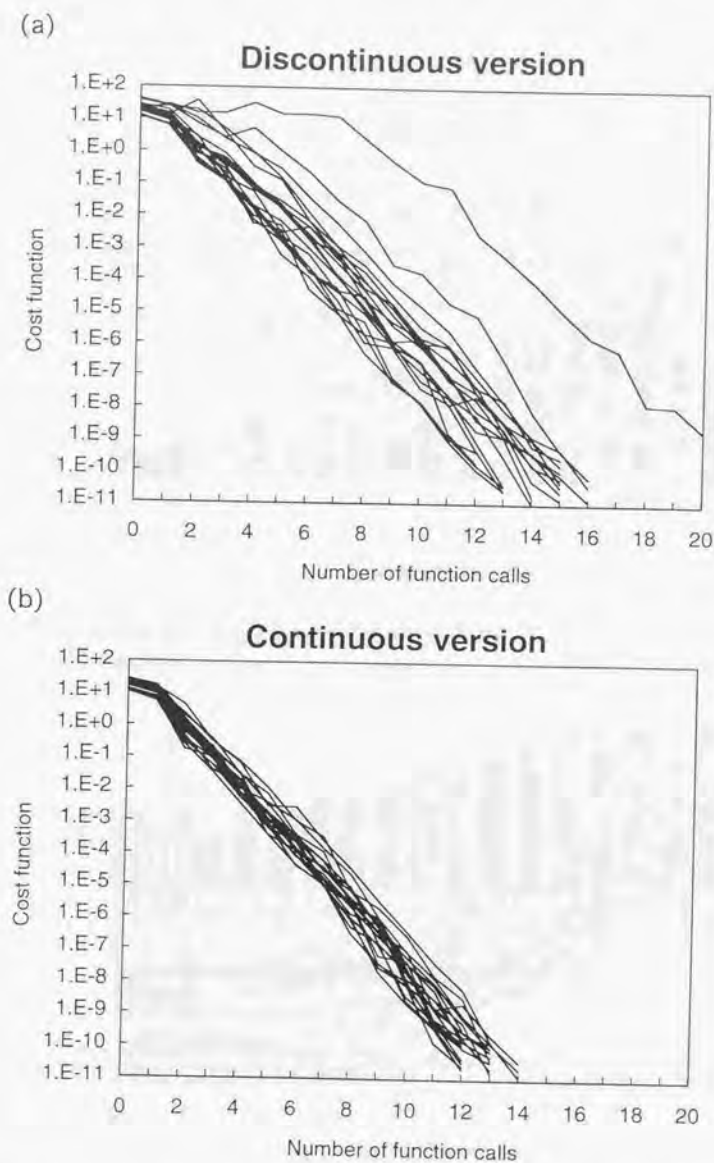 (a)
Discontinuous version
1.E+2
1.E+1
1.E+0
1.E-1
1.E-2
1.E-3
1.E-4
1.E-5
1.E-6
1.E-7
1.E-8
1.E-9
1.E-10
1.E-11
Cost function
0 2 4 6 8 10 12 14 16 18 20
Number of function calls
(b)
Continuous version
1.E+2
1.E+1
1.E+0
1.E-1
1.E-2
1.E-3
1.E-4
1.E-5
1.E-6
1.E-7
1.E-8
1.E-9
1.E-10
1.E-11
Cost function
0 2 4 6 8 10 12 14 16 18 20
Number of function calls